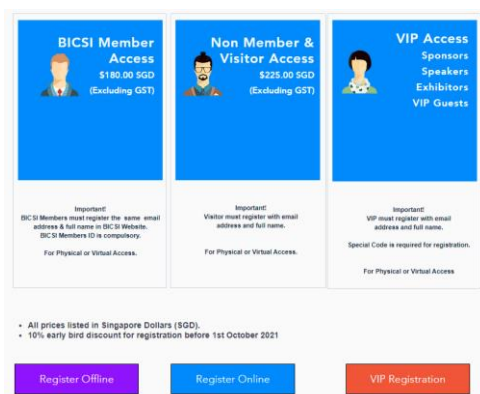 BICSI Member
Access
$180.00 SGD
(Excluding GST)
Non Member &
Visitor Access
$225.00 SGD
(Excluding GST)
VIP Access
Sponsors
Speakers
Exhibitors
VIP Guests
Important!
BICSI Members must register the same email
address & full name in BICSI Website.
BICSI Members ID is compulsory.
For Physical or Virtual Access.
Important!
Visitor must register with email
address and full name.
For Physical or Virtual Access.
Important!
VIP must register with email
address and full name.
Special Code is required for registration.
For Physical or Virtual Access
• All prices listed in Singapore Dollars (SGD).
• 10% early bird discount for registration before 1st October 2021
Register Offline
Register Online
VIP Registration